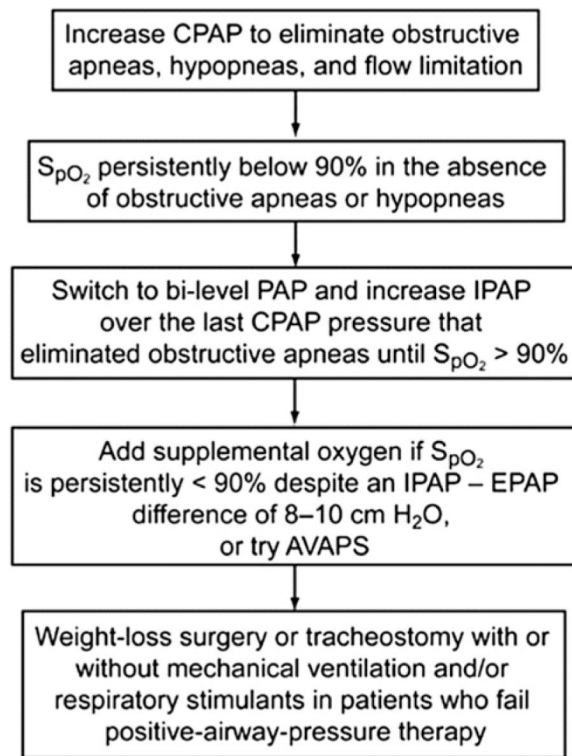 Increase CPAP to eliminate obstructive
apneas, hypopneas, and flow limitation
SpO2 persistently below 90% in the absence
of obstructive apneas or hypopneas
Switch to bi-level PAP and increase IPAP
over the last CPAP pressure that
eliminated obstructive apneas until SpO2 > 90%
Add supplemental oxygen if SpO2
is persistently < 90% despite an IPAP – EPAP
difference of 8–10 cm H2O,
or try AVAPS
Weight-loss surgery or tracheostomy with or
without mechanical ventilation and/or
respiratory stimulants in patients who fail
positive-airway-pressure therapy